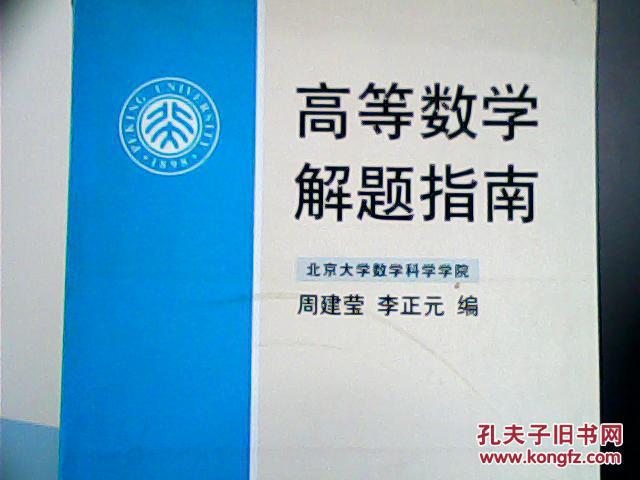 高等数学
解题指南
北京大学数学科学学院
周建莹 李正元 编
PEKING UNIVERSITY
1898
孔夫子旧书网
www.kongfz.com